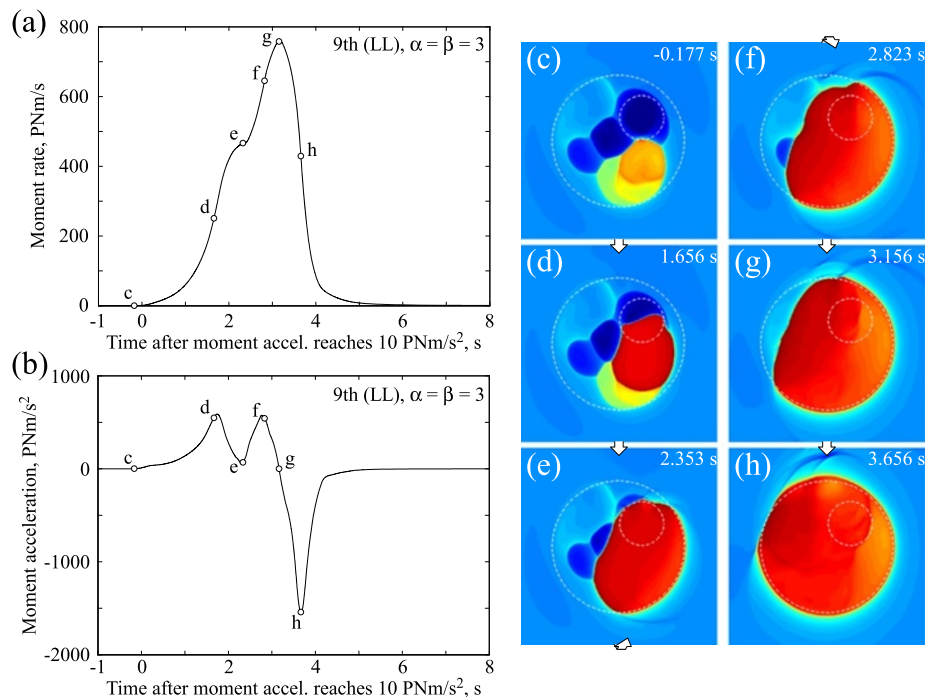 (a)
800
600
400
200
0
Moment rate, PNm/s
9th (LL), α = β = 3
c
d
e
f
g
h
-1 0 2 4 6 8
Time after moment accel. reaches 10 PNm/s², s
(b)
1000
0
-1000
-2000
Moment acceleration, PNm/s²
9th (LL), α = β = 3
c
d
e
f
g
h
-1 0 2 4 6 8
Time after moment accel. reaches 10 PNm/s², s
(c) -0.177 s
(d) 1.656 s
(e) 2.353 s
(f) 2.823 s
(g) 3.156 s
(h) 3.656 s